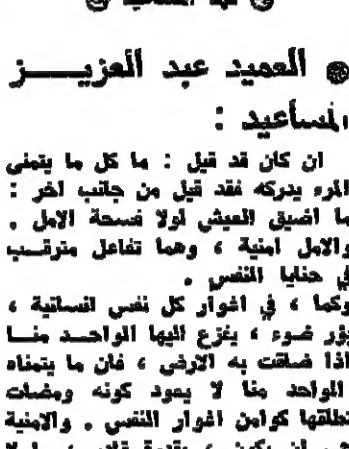 ● العميد عبد العزيز
المساعيد :
ان كان قد قيل : ما كل ما يتمنى
المرء يدركه فقد قيل من جانب اخر :
ما اضيق العيش لولا فسحة الامل .
والامل امنية ، وهما تفاعل مترقب
في حنايا النفس .
وكما ، في اغوار كل نفس انسانية ،
بؤر ضوء ، ينزع اليها الواحد منا
اذا ضاقت به الارض ، فان ما يتمناه
الواحد منا لا يعود كونه ومضات
تطلقها كوامن اغوار النفس . والامنية